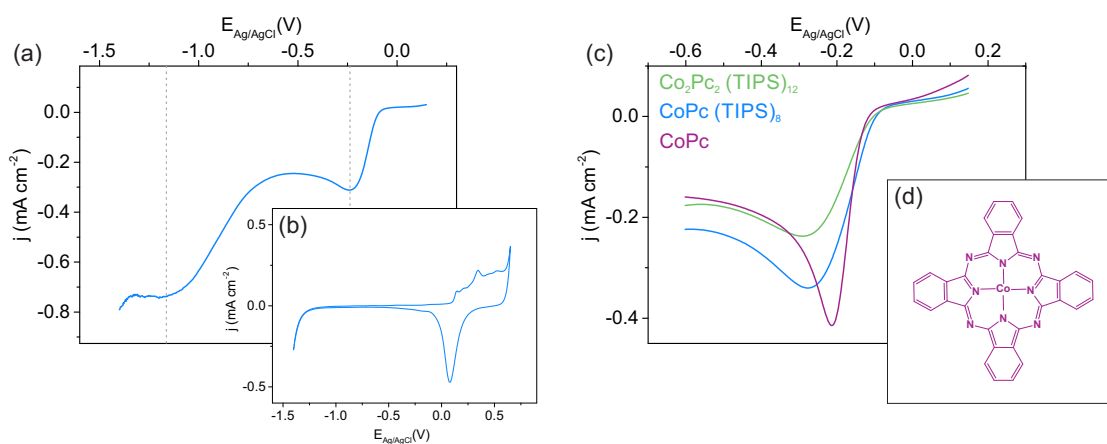 E_Ag/AgCl(V)
(a)
-1.5 -1.0 -0.5 0.0
j (mA cm⁻²)
0.0
-0.2
-0.4
-0.6
-0.8
(b)
j (mA cm⁻²)
0.5
0.0
-0.5
-1.5 -1.0 -0.5 0.0 0.5
E_Ag/AgCl(V)
E_Ag/AgCl(V)
(c)
-0.6 -0.4 -0.2 0.0 0.2
j (mA cm⁻²)
0.0
-0.2
-0.4
Co₂Pc₂ (TIPS)₁₂
CoPc (TIPS)₈
CoPc
(d)
N N N
N Co N
N N N